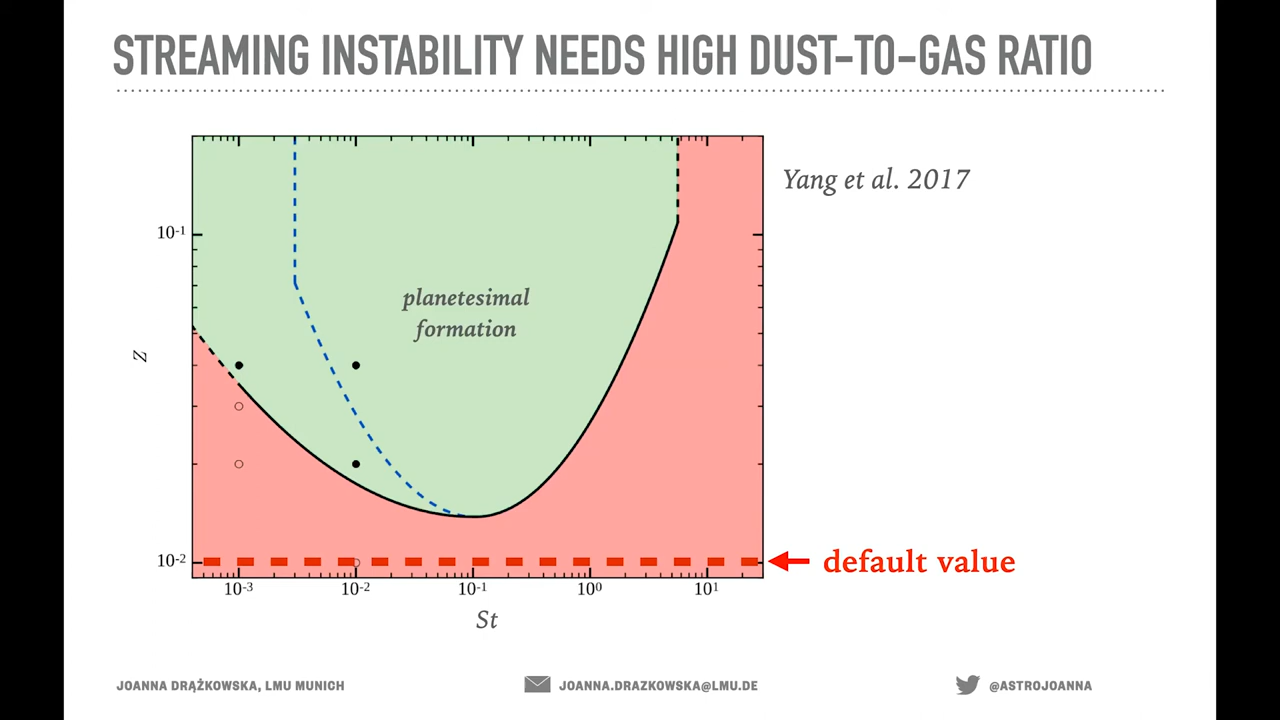 STREAMING INSTABILITY NEEDS HIGH DUST-TO-GAS RATIO
Yang et al. 2017
10⁻¹
planetesimal
formation
Z
10⁻²
default value
10⁻³
10⁻²
10⁻¹
10⁰
10¹
St
JOANNA DRĄŻKOWSKA, LMU MUNICH
JOANNA.DRAZKOWSKA@LMU.DE
@ASTROJOANNA